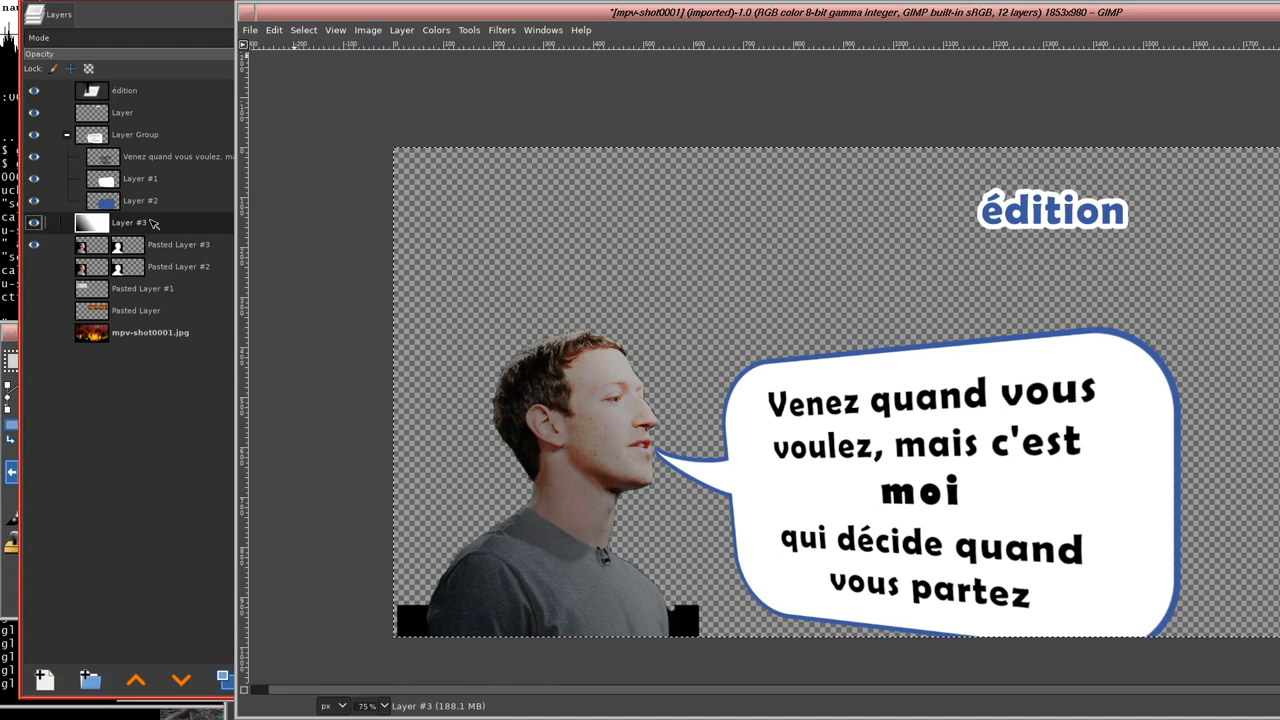 Layers
*[mpv-shot0001] (imported)-1.0 (RGB color 8-bit gamma integer, GIMP built-in sRGB, 12 layers) 1853x980 – GIMP
File Edit Select View Image Layer Colors Tools Filters Windows Help
Mode
Opacity
Lock:
édition
Layer
Layer Group
Venez quand vous voulez, ma
Layer #1
Layer #2
Layer #3
Pasted Layer #3
Pasted Layer #2
Pasted Layer #1
Pasted Layer
mpv-shot0001.jpg
édition
Venez quand vous
voulez, mais c'est
moi
qui décide quand
vous partez
px 75% Layer #3 (188.1 MB)